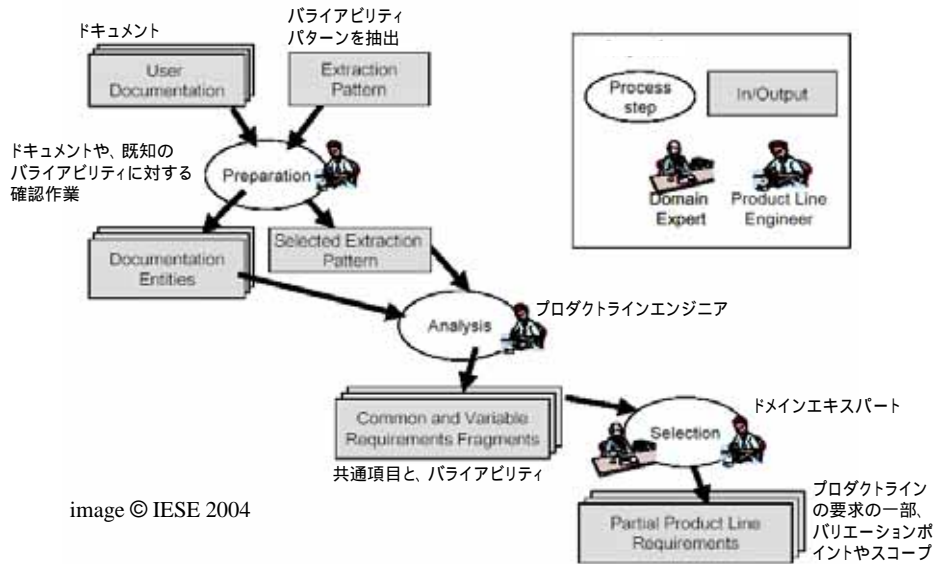 ドキュメント
バライアビリティ
パターンを抽出
User
Documentation
Extraction
Pattern
Process
step
In/Output
Domain
Expert
Product Line
Engineer
ドキュメントや、既知の
バライアビリティに対する
確認作業
Preparation
Documentation
Entities
Selected Extraction
Pattern
Analysis
プロダクトラインエンジニア
Common and Variable
Requirements Fragments
共通項目と、バライアビリティ
ドメインエキスパート
Selection
image © IESE 2004
Partial Product Line
Requirements
プロダクトライン
の要求の一部、
バリエーションポ
イントやスコープ